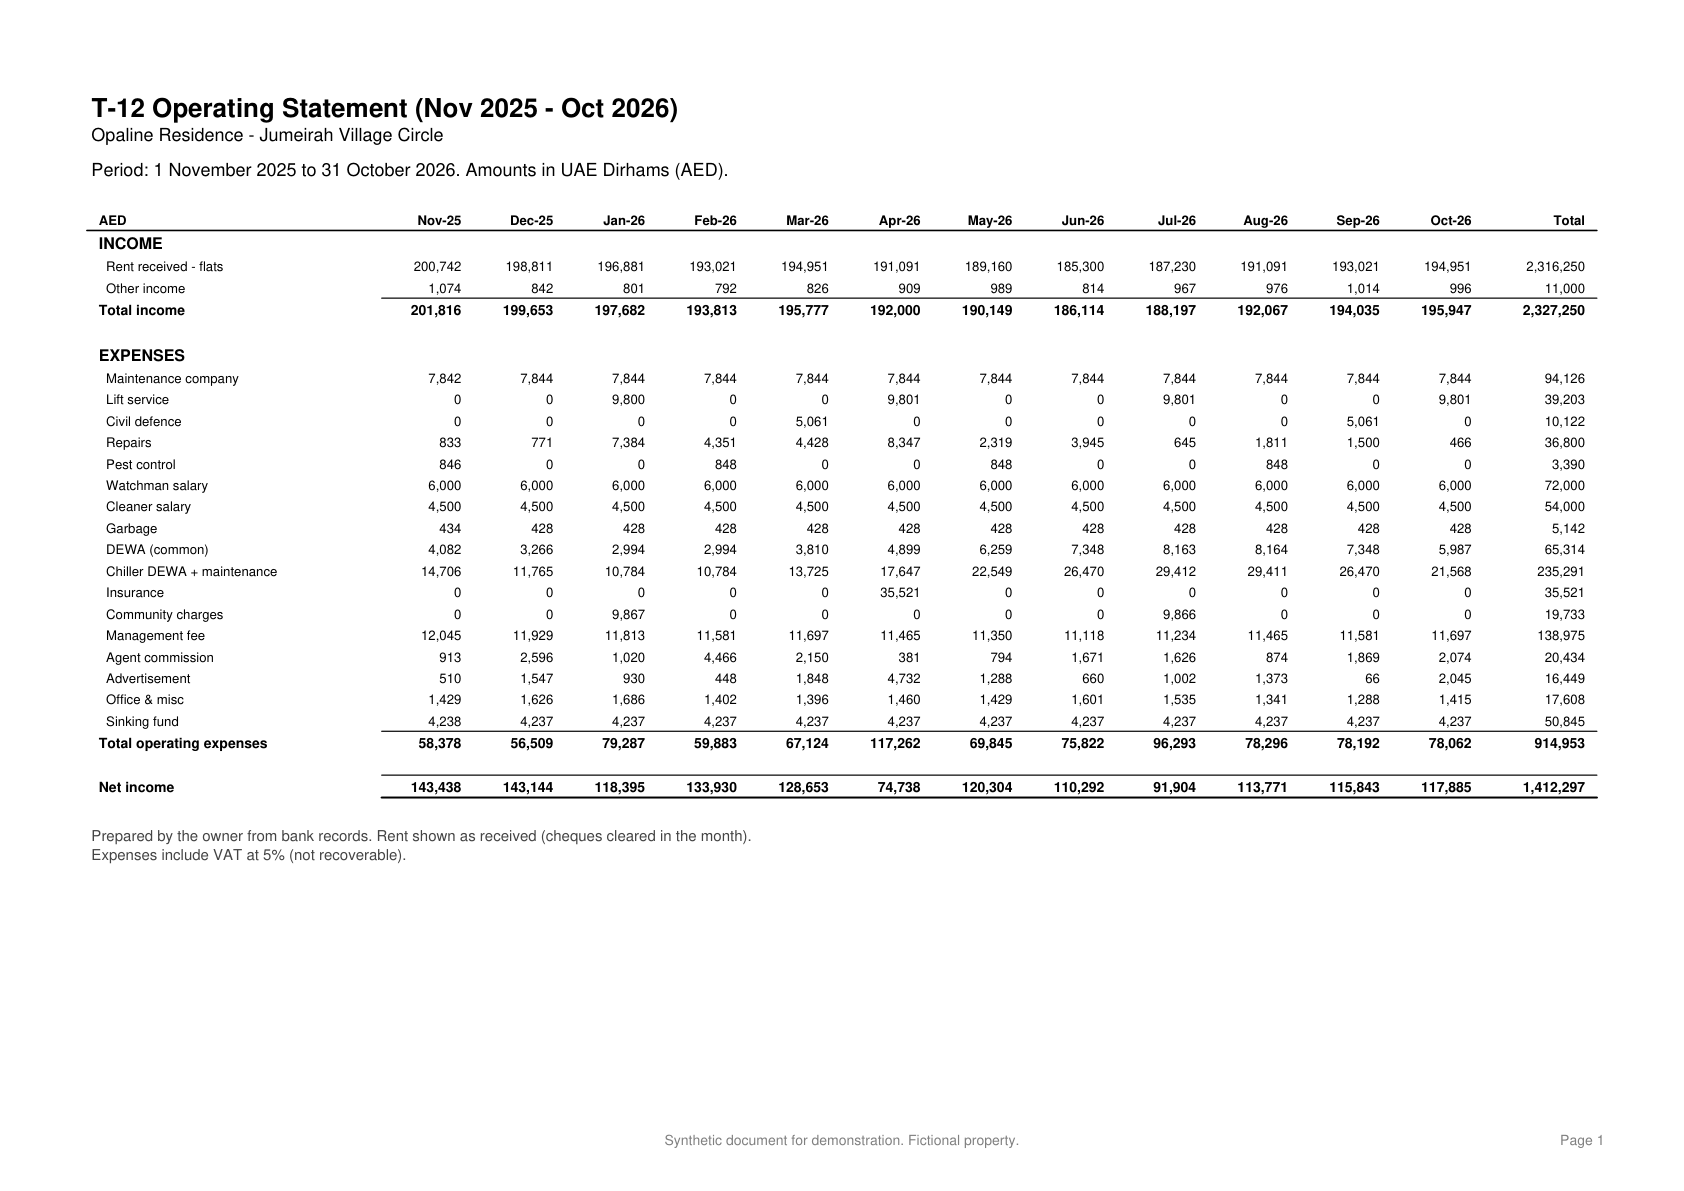 T-12 Operating Statement (Nov 2025 - Oct 2026)
Opaline Residence - Jumeirah Village Circle
Period: 1 November 2025 to 31 October 2026. Amounts in UAE Dirhams (AED).
AED Nov-25 Dec-25 Jan-26 Feb-26 Mar-26 Apr-26 May-26 Jun-26 Jul-26 Aug-26 Sep-26 Oct-26 Total
INCOME
Rent received - flats 200,742 198,811 196,881 193,021 194,951 191,091 189,160 185,300 187,230 191,091 193,021 194,951 2,316,250
Other income 1,074 842 801 792 826 909 989 814 967 976 1,014 996 11,000
Total income 201,816 199,653 197,682 193,813 195,777 192,000 190,149 186,114 188,197 192,067 194,035 195,947 2,327,250
EXPENSES
Maintenance company 7,842 7,844 7,844 7,844 7,844 7,844 7,844 7,844 7,844 7,844 7,844 7,844 94,126
Lift service 0 0 9,800 0 0 9,801 0 0 9,801 0 0 9,801 39,203
Civil defence 0 0 0 0 5,061 0 0 0 0 0 5,061 0 10,122
Repairs 833 771 7,384 4,351 4,428 8,347 2,319 3,945 645 1,811 1,500 466 36,800
Pest control 846 0 0 848 0 0 848 0 0 848 0 0 3,390
Watchman salary 6,000 6,000 6,000 6,000 6,000 6,000 6,000 6,000 6,000 6,000 6,000 6,000 72,000
Cleaner salary 4,500 4,500 4,500 4,500 4,500 4,500 4,500 4,500 4,500 4,500 4,500 4,500 54,000
Garbage 434 428 428 428 428 428 428 428 428 428 428 428 5,142
DEWA (common) 4,082 3,266 2,994 2,994 3,810 4,899 6,259 7,348 8,163 8,164 7,348 5,987 65,314
Chiller DEWA + maintenance 14,706 11,765 10,784 10,784 13,725 17,647 22,549 26,470 29,412 29,411 26,470 21,568 235,291
Insurance 0 0 0 0 0 35,521 0 0 0 0 0 0 35,521
Community charges 0 0 9,867 0 0 0 0 0 9,866 0 0 0 19,733
Management fee 12,045 11,929 11,813 11,581 11,697 11,465 11,350 11,118 11,234 11,465 11,581 11,697 138,975
Agent commission 913 2,596 1,020 4,466 2,150 381 794 1,671 1,626 874 1,869 2,074 20,434
Advertisement 510 1,547 930 448 1,848 4,732 1,288 660 1,002 1,373 66 2,045 16,449
Office & misc 1,429 1,626 1,686 1,402 1,396 1,460 1,429 1,601 1,535 1,341 1,288 1,415 17,608
Sinking fund 4,238 4,237 4,237 4,237 4,237 4,237 4,237 4,237 4,237 4,237 4,237 4,237 50,845
Total operating expenses 58,378 56,509 79,287 59,883 67,124 117,262 69,845 75,822 96,293 78,296 78,192 78,062 914,953
Net income 143,438 143,144 118,395 133,930 128,653 74,738 120,304 110,292 91,904 113,771 115,843 117,885 1,412,297
Prepared by the owner from bank records. Rent shown as received (cheques cleared in the month).
Expenses include VAT at 5% (not recoverable).
Synthetic document for demonstration. Fictional property.
Page 1